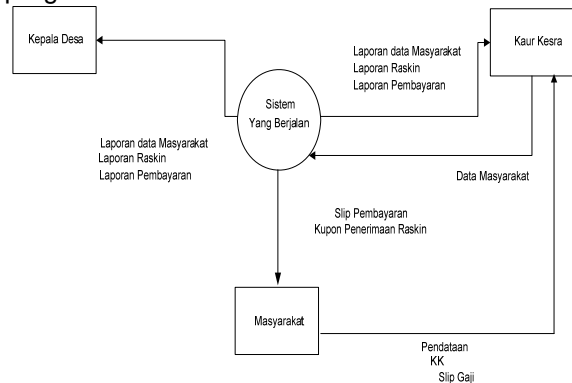 Kepala Desa
Kaur Kesra
Laporan data Masyarakat
Laporan Raskin
Laporan Pembayaran
Sistem
Yang Berjalan
Laporan data Masyarakat
Laporan Raskin
Laporan Pembayaran
Data Masyarakat
Slip Pembayaran
Kupon Penerimaan Raskin
Masyarakat
Pendataan
KK
Slip Gaji